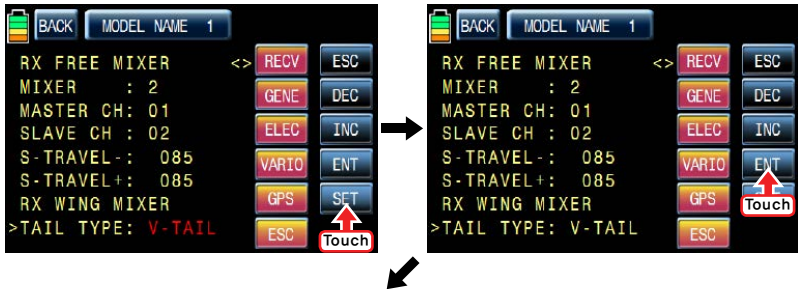 BACK MODEL NAME 1
RX FREE MIXER <> RECV ESC
MIXER : 2 GENE DEC
MASTER CH: 01
SLAVE CH : 02 ELEC INC
S-TRAVEL-: 085 VARIO ENT
S-TRAVEL+: 085
RX WING MIXER GPS SET
>TAIL TYPE: V-TAIL ESC Touch
BACK MODEL NAME 1
RX FREE MIXER <> RECV ESC
MIXER : 2 GENE DEC
MASTER CH: 01
SLAVE CH : 02 ELEC INC
S-TRAVEL-: 085 VARIO ENT
S-TRAVEL+: 085
RX WING MIXER GPS Touch
>TAIL TYPE: V-TAIL ESC